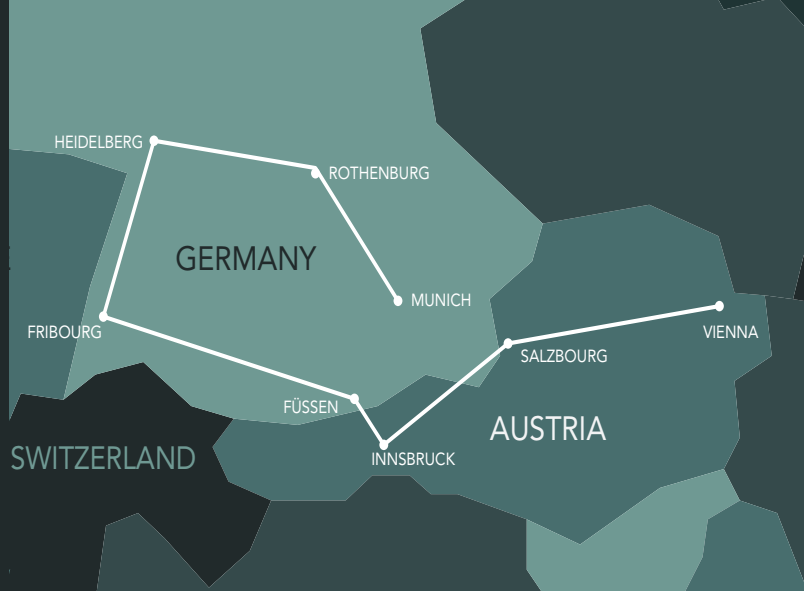 HEIDELBERG
ROTHENBURG
GERMANY
MUNICH
FRIBOURG
VIENNA
SALZBOURG
FÜSSEN
AUSTRIA
INNSBRUCK
SWITZERLAND